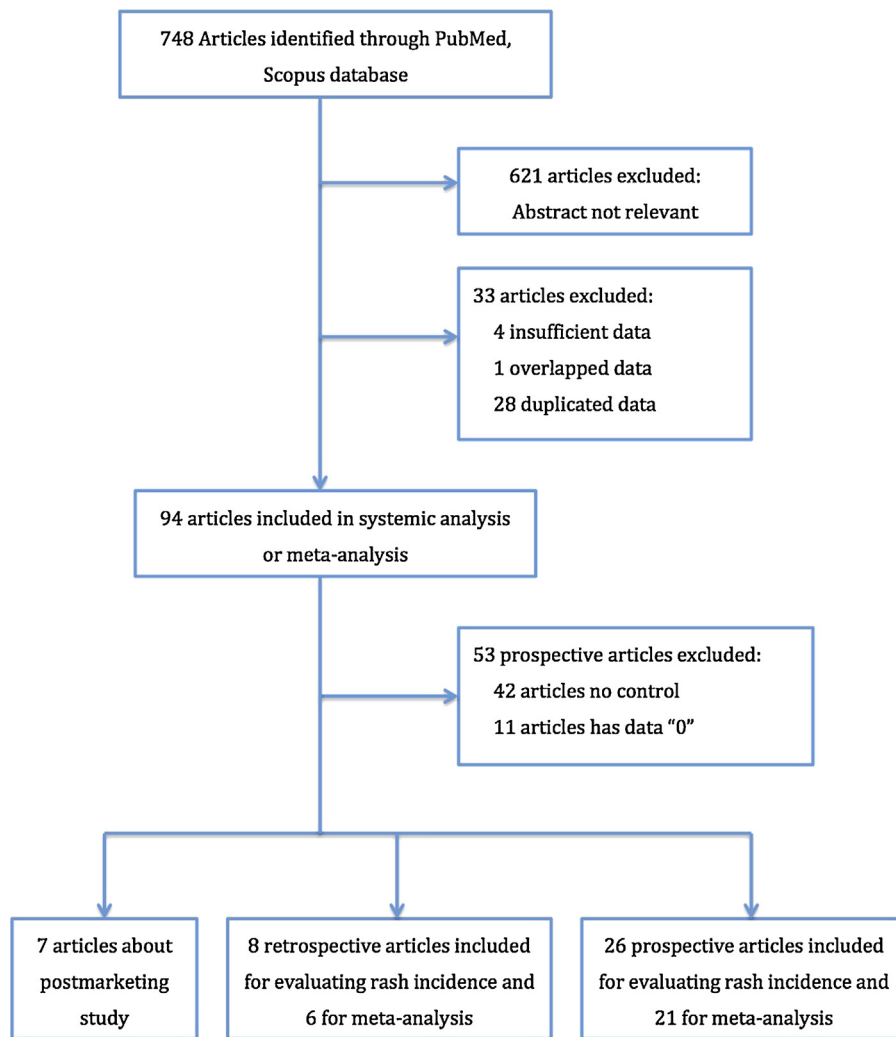 748 Articles identified through PubMed,
Scopus database
621 articles excluded:
Abstract not relevant
33 articles excluded:
4 insufficient data
1 overlapped data
28 duplicated data
94 articles included in systemic analysis
or meta-analysis
53 prospective articles excluded:
42 articles no control
11 articles has data “0”
7 articles about
postmarketing
study
8 retrospective articles included
for evaluating rash incidence and
6 for meta-analysis
26 prospective articles included
for evaluating rash incidence and
21 for meta-analysis